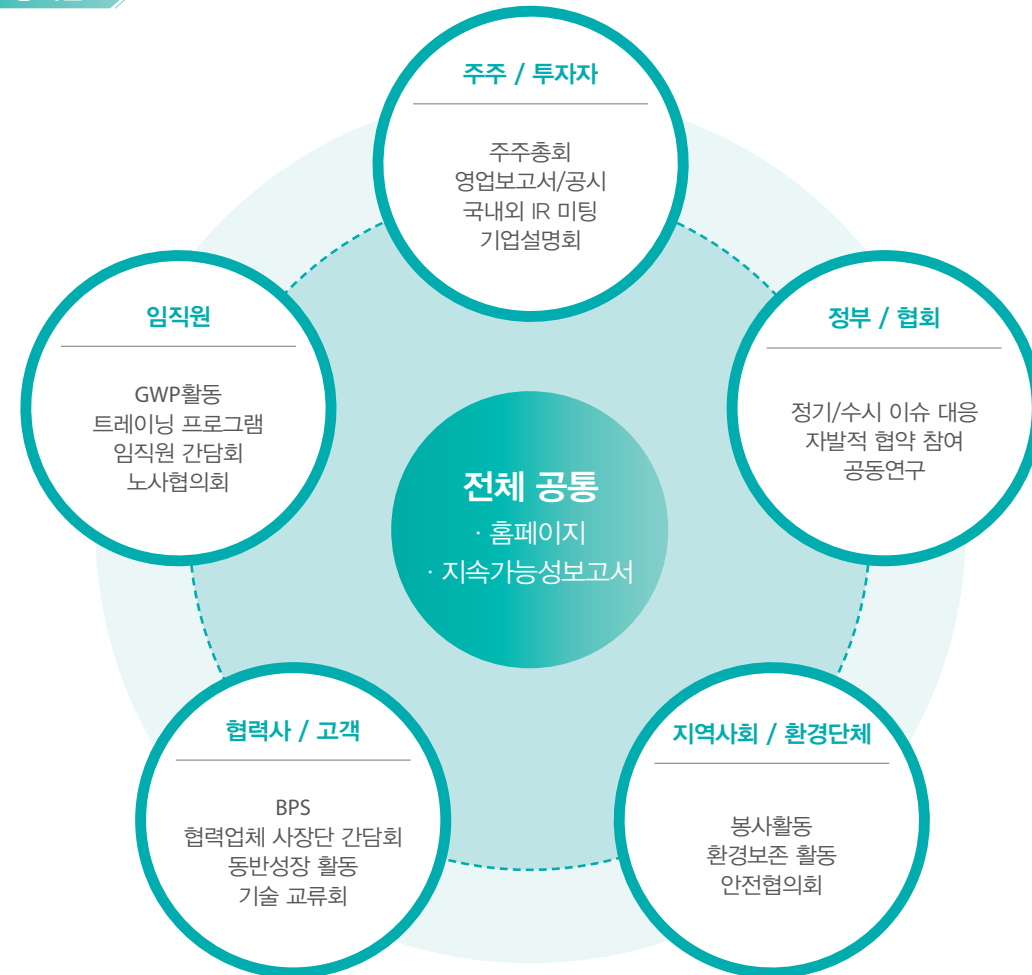 주주 / 투자자
주주총회
영업보고서/공시
국내외 IR 미팅
기업설명회
임직원
GWP활동
트레이닝 프로그램
임직원 간담회
노사협의회
정부 / 협회
정기/수시 이슈 대응
자발적 협약 참여
공동연구
전체 공통
· 홈페이지
· 지속가능성보고서
협력사 / 고객
BPS
협력업체 사장단 간담회
동반성장 활동
기술 교류회
지역사회 / 환경단체
봉사활동
환경보존 활동
안전협의회